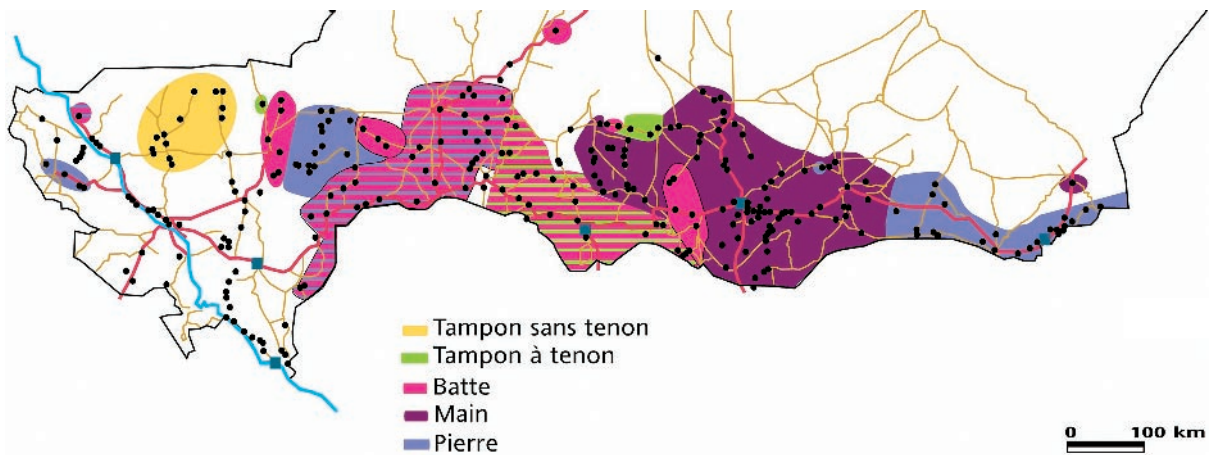 Tampon sans tenon
Tampon à tenon
Batte
Main
Pierre
0 100 km